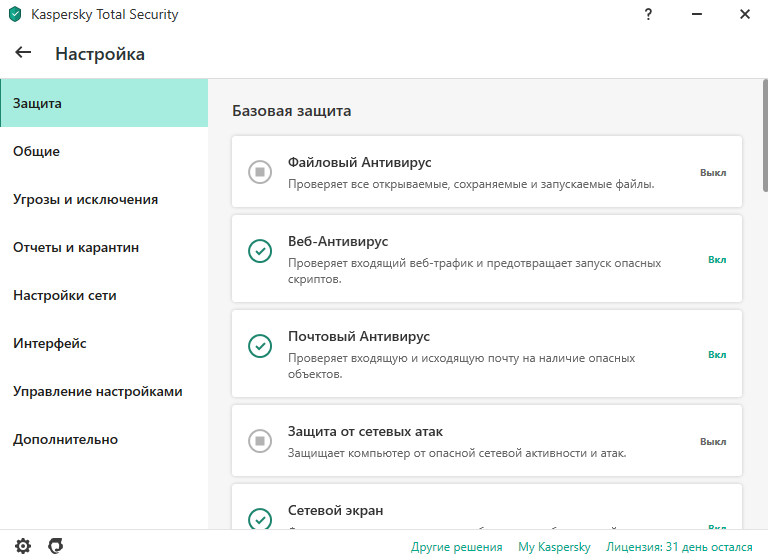 Kaspersky Total Security
?
Настройка
Защита
Общие
Угрозы и исключения
Отчеты и карантин
Настройки сети
Интерфейс
Управление настройками
Дополнительно
Базовая защита
Файловый Антивирус
Проверяет все открываемые, сохраняемые и запускаемые файлы.
Выкл
Веб-Антивирус
Проверяет входящий веб-трафик и предотвращает запуск опасных
скриптов.
Вкл
Почтовый Антивирус
Проверяет входящую и исходящую почту на наличие опасных
объектов.
Вкл
Защита от сетевых атак
Защищает компьютер от опасной сетевой активности и атак.
Выкл
Сетевой экран
Вкл
Другие решения
My Kaspersky
Лицензия: 31 день остался